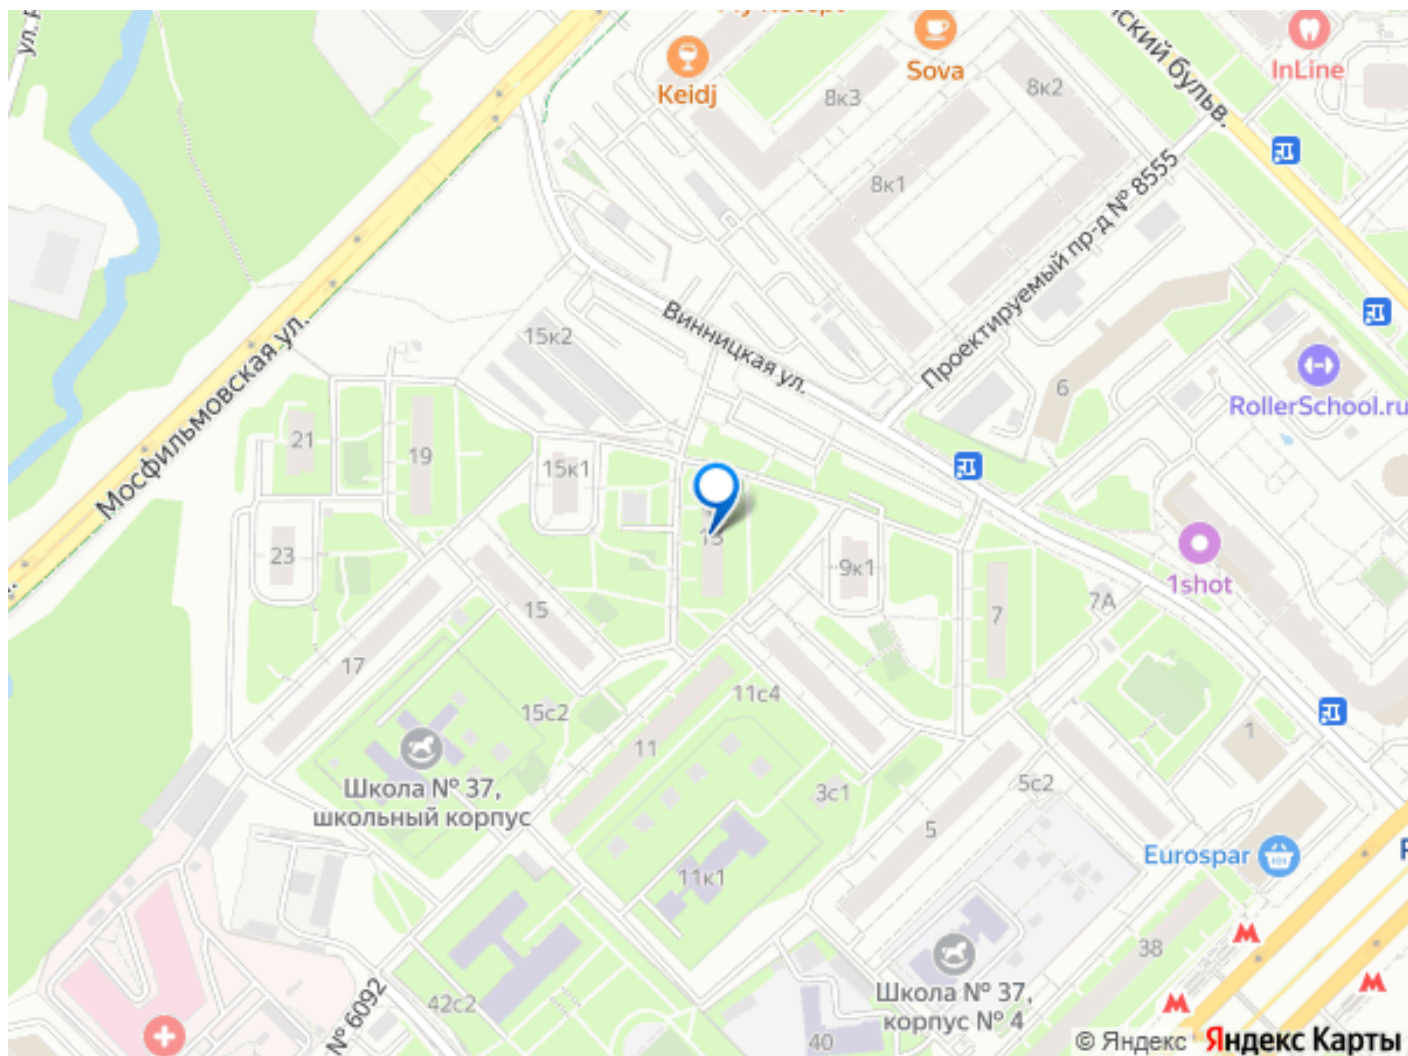 ул.
Keidj
Sova
InLine
8к3
8к2
ский бульв.
8к1
Проектируемый пр-д № 8555
Винницкая ул.
15к2
Мосфильмовская ул.
6
RollerSchool.ru
21
19
15к1
13
23
9к1
1shot
15
7
7А
17
11с4
15с2
11
1
Школа № 37,
школьный корпус
3с1
5с2
5
Eurospar
11к1
38
№ 6092
42с2
Школа № 37,
корпус № 4
40
© Яндекс Яндекс Карты